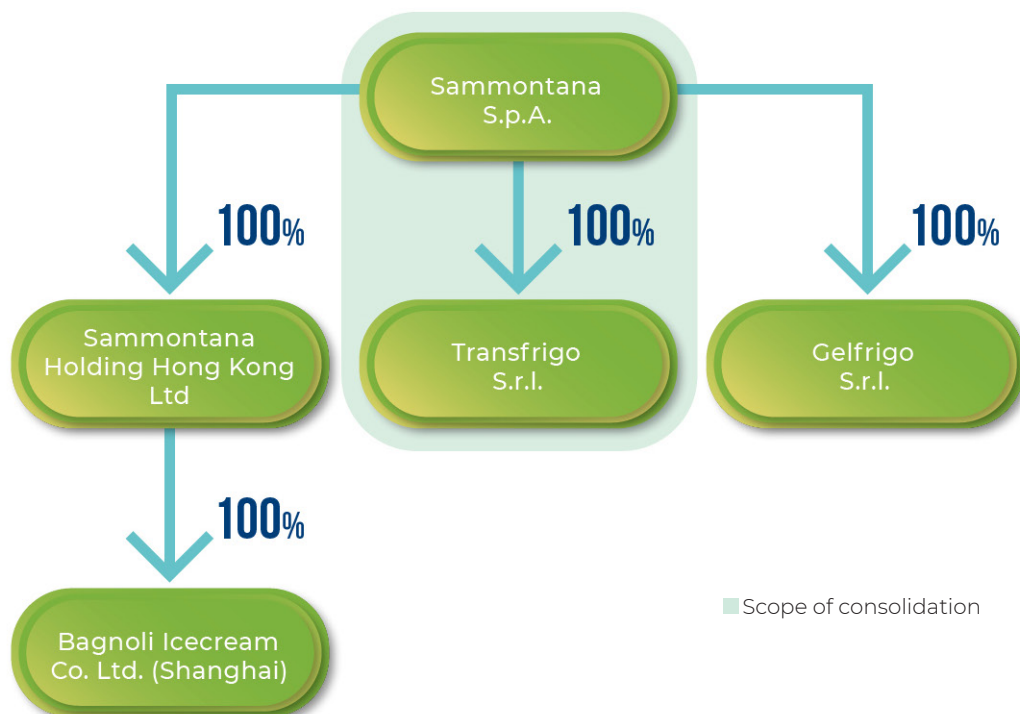 Sammontana
S.p.A.
100%
100%
100%
Sammontana
Holding Hong Kong
Ltd
Transfrigo
S.r.l.
Gelfrigo
S.r.l.
100%
Scope of consolidation
Bagnoli Icecream
Co. Ltd. (Shanghai)